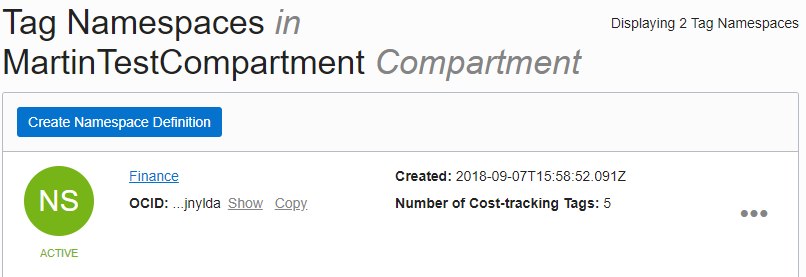 Tag Namespaces in
MartinTestCompartment Compartment
Displaying 2 Tag Namespaces
Create Namespace Definition
NS
ACTIVE
Finance
OCID: ...jnylda Show Copy
Created: 2018-09-07T15:58:52.091Z
Number of Cost-tracking Tags: 5